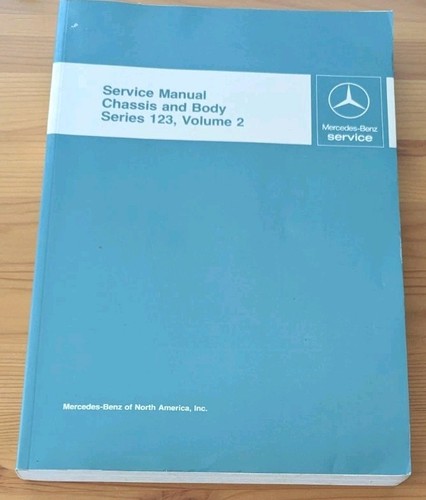 Service Manual
Chassis and Body
Series 123, Volume 2
Mercedes-Benz
service
Mercedes-Benz of North America, Inc.